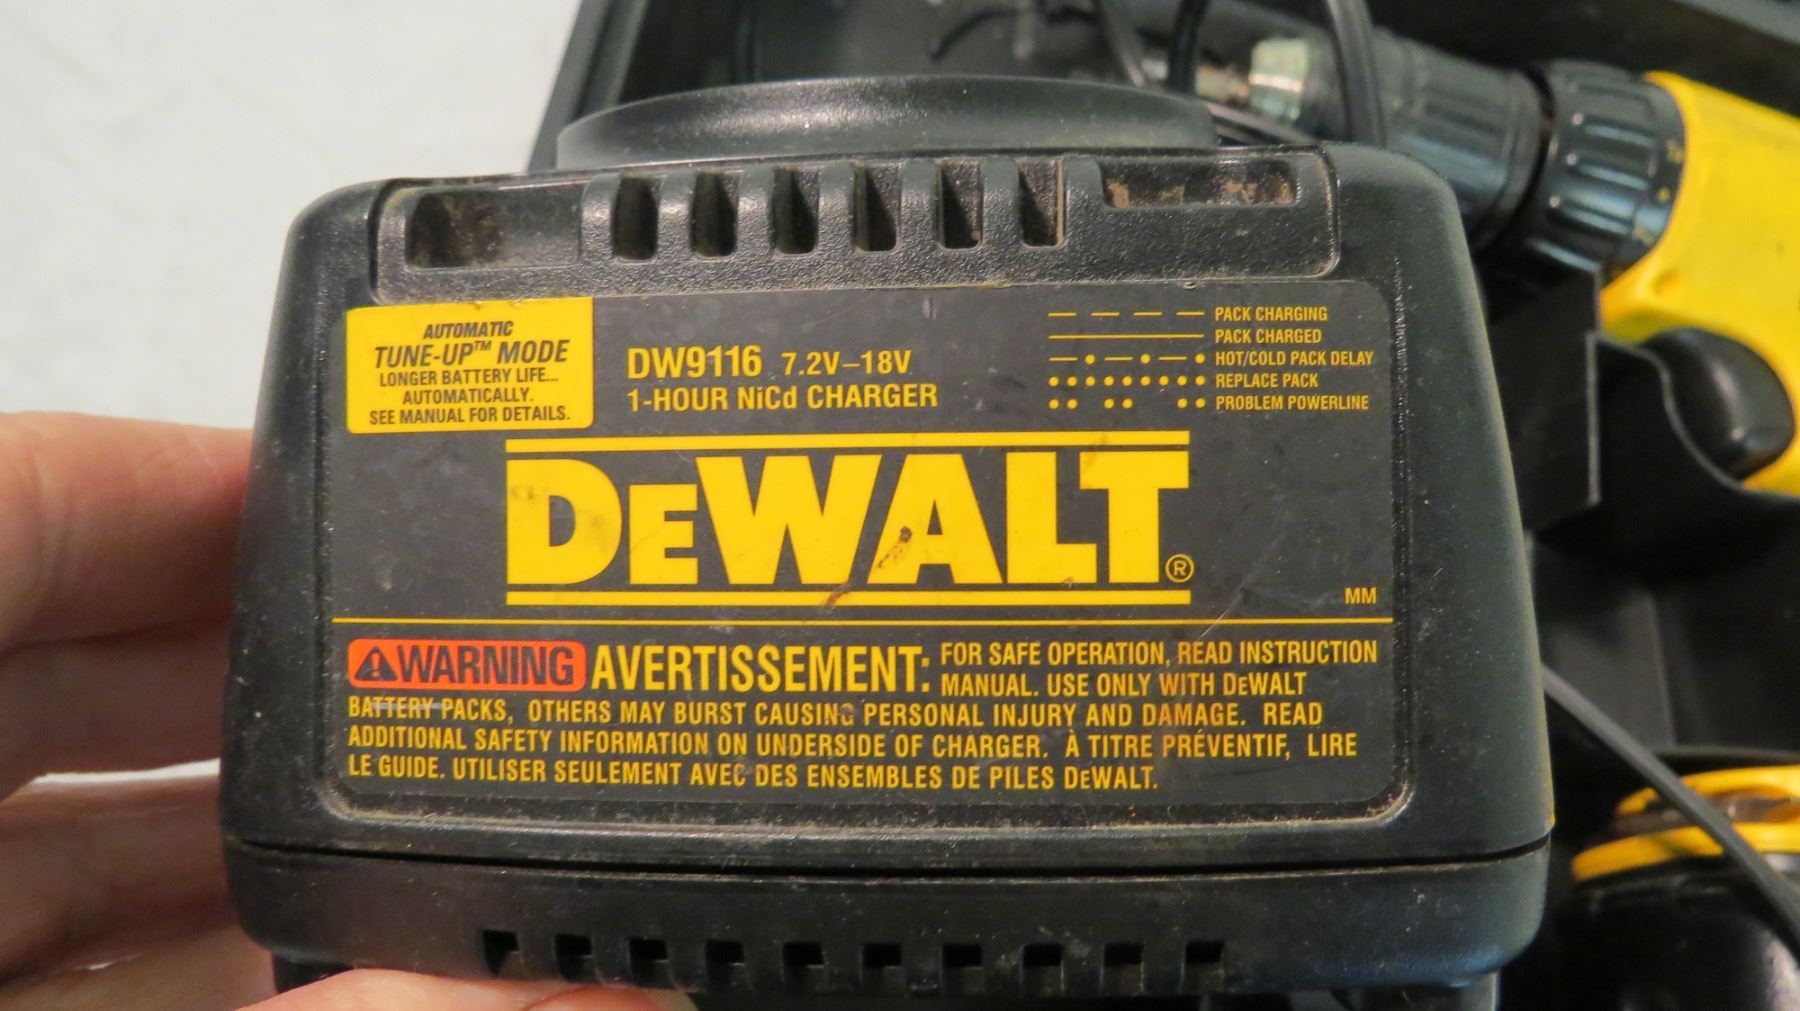 AUTOMATIC
TUNE-UP™ MODE
LONGER BATTERY LIFE...
AUTOMATICALLY.
SEE MANUAL FOR DETAILS.
DW9116 7.2V–18V
1-HOUR NiCd CHARGER
PACK CHARGING
PACK CHARGED
HOT/COLD PACK DELAY
REPLACE PACK
PROBLEM POWERLINE
DEWALT®
MM
WARNING AVERTISSEMENT: FOR SAFE OPERATION, READ INSTRUCTION
MANUAL. USE ONLY WITH DEWALT
BATTERY PACKS, OTHERS MAY BURST CAUSING PERSONAL INJURY AND DAMAGE. READ
ADDITIONAL SAFETY INFORMATION ON UNDERSIDE OF CHARGER. À TITRE PRÉVENTIF, LIRE
LE GUIDE. UTILISER SEULEMENT AVEC DES ENSEMBLES DE PILES DEWALT.